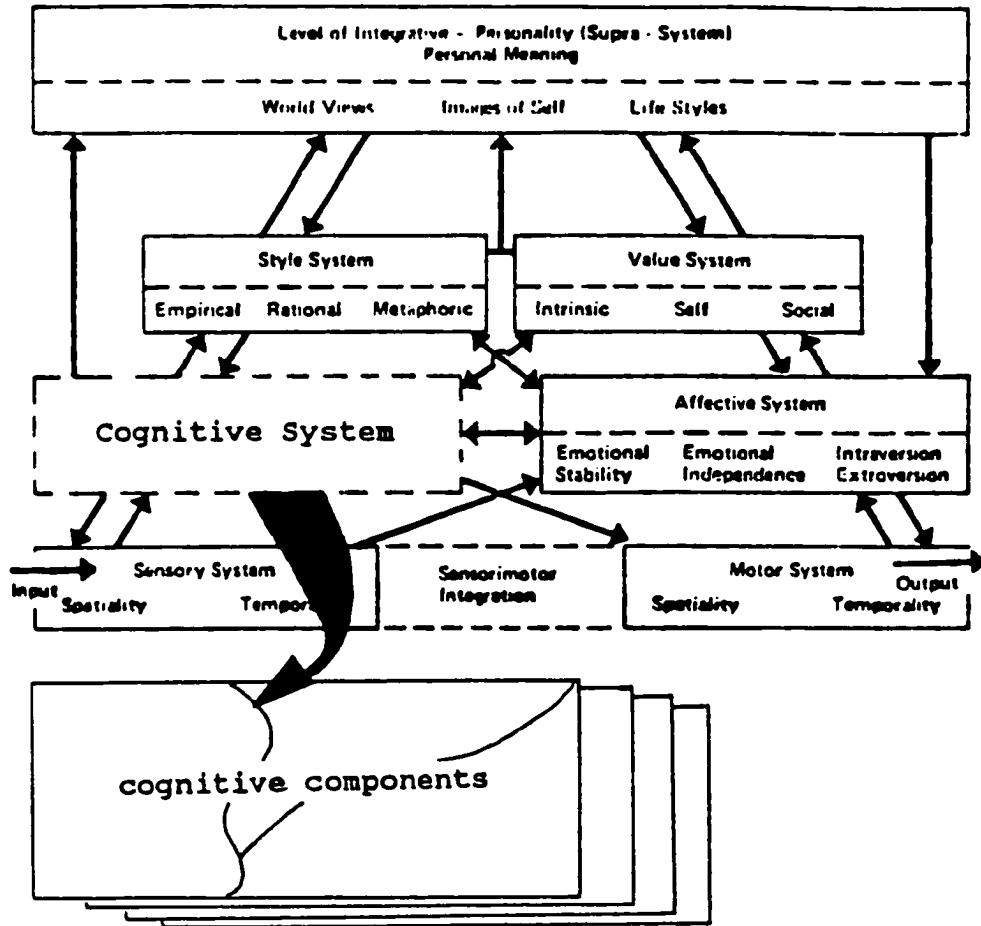 Level of Integrative - Personality (Supra - System)
Personal Meaning
World Views Images of Self Life Styles
Style System
Empirical Rational Metaphoric
Value System
Intrinsic Self Social
Cognitive System
Affective System
Emotional Stability
Emotional Independence
Intraversion Extroversion
Input
Sensory System
Spatiality Tempora
Sensorimotor
Integration
Motor System
Spatiality Temporality
Output
cognitive components